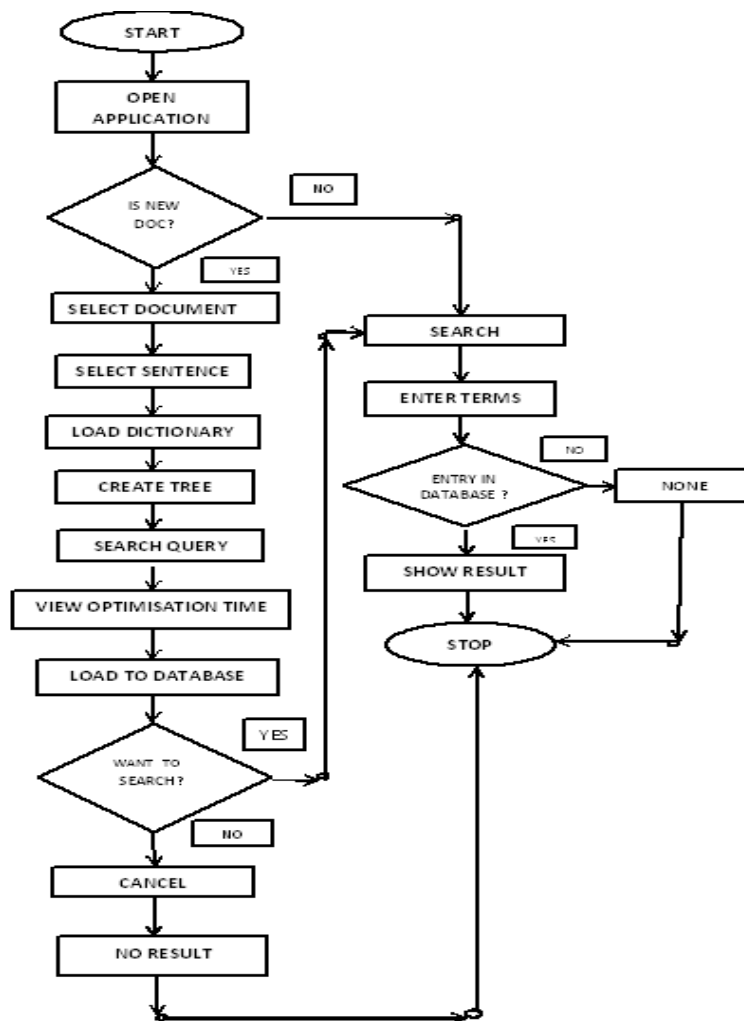 START
OPEN
APPLICATION
NO
IS NEW
DOC?
YES
SELECT DOCUMENT
SEARCH
SELECT SENTENCE
ENTER TERMS
LOAD DICTIONARY
NO
ENTRY IN
DATABASE ?
NONE
CREATE TREE
YES
SEARCH QUERY
SHOW RESULT
VIEW OPTIMISATION TIME
STOP
LOAD TO DATABASE
YES
WANT TO
SEARCH?
NO
CANCEL
NO RESULT